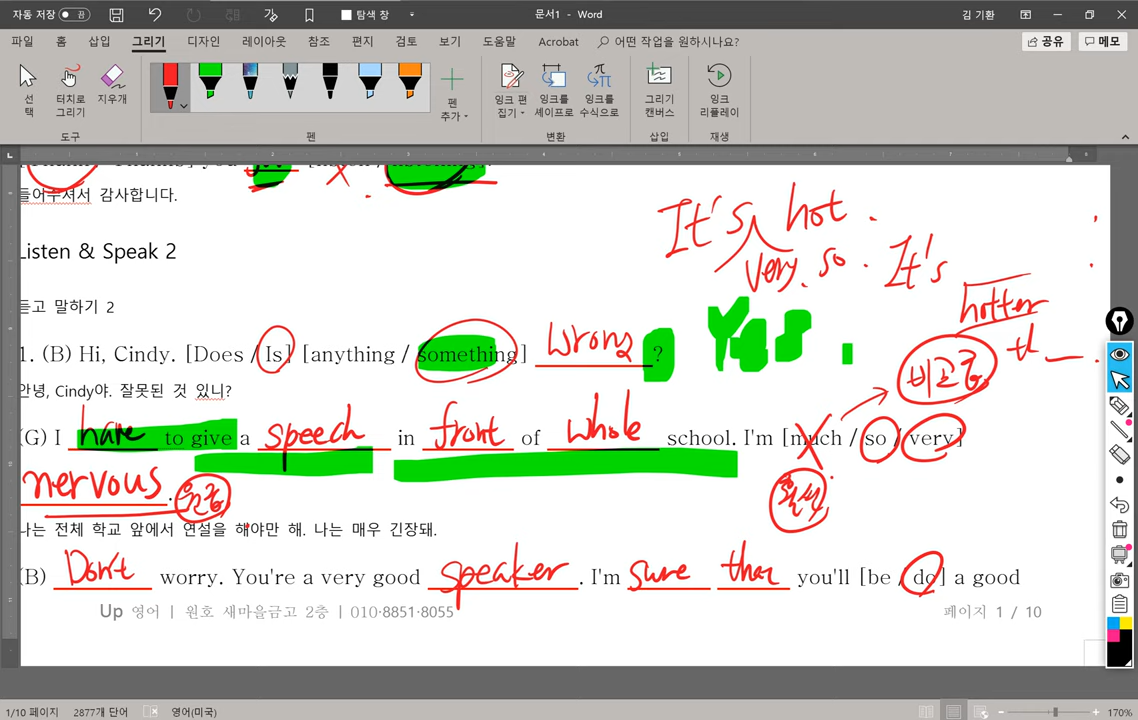 자동 저장 끔 탐색 창 문서1 - Word 김 기환
파일 홈 삽입 그리기 디자인 레이아웃 참조 편지 검토 보기 도움말 Acrobat 어떤 작업을 원하시나요? 공유 메모
선택 터치로 그리기 지우개 펜 추가 잉크 편집기 잉크를 셰이프로 잉크를 수식으로 그리기 캔버스 잉크 리플레이
도구 펜 변환 삽입 재생
들어주셔서 감사합니다.
It's hot.
very. so. It's
Listen & Speak 2
hotter
th
듣고 말하기 2
Yes.
비교급
1. (B) Hi, Cindy. [Does / Is] [anything / something] wrong ?
안녕, Cindy야. 잘못된 것 있니?
(G) I have to give a speech in front of whole school. I'm [much / so / very]
nervous. 원급
훨씬
나는 전체 학교 앞에서 연설을 해야만 해. 나는 매우 긴장돼.
(B) Don't worry. You're a very good speaker. I'm sure that you'll [be / do] a good
Up 영어 | 원호 새마을금고 2층 | 010·8851·8055 페이지 1 / 10
1/10 페이지 2877개 단어 영어(미국) 170%